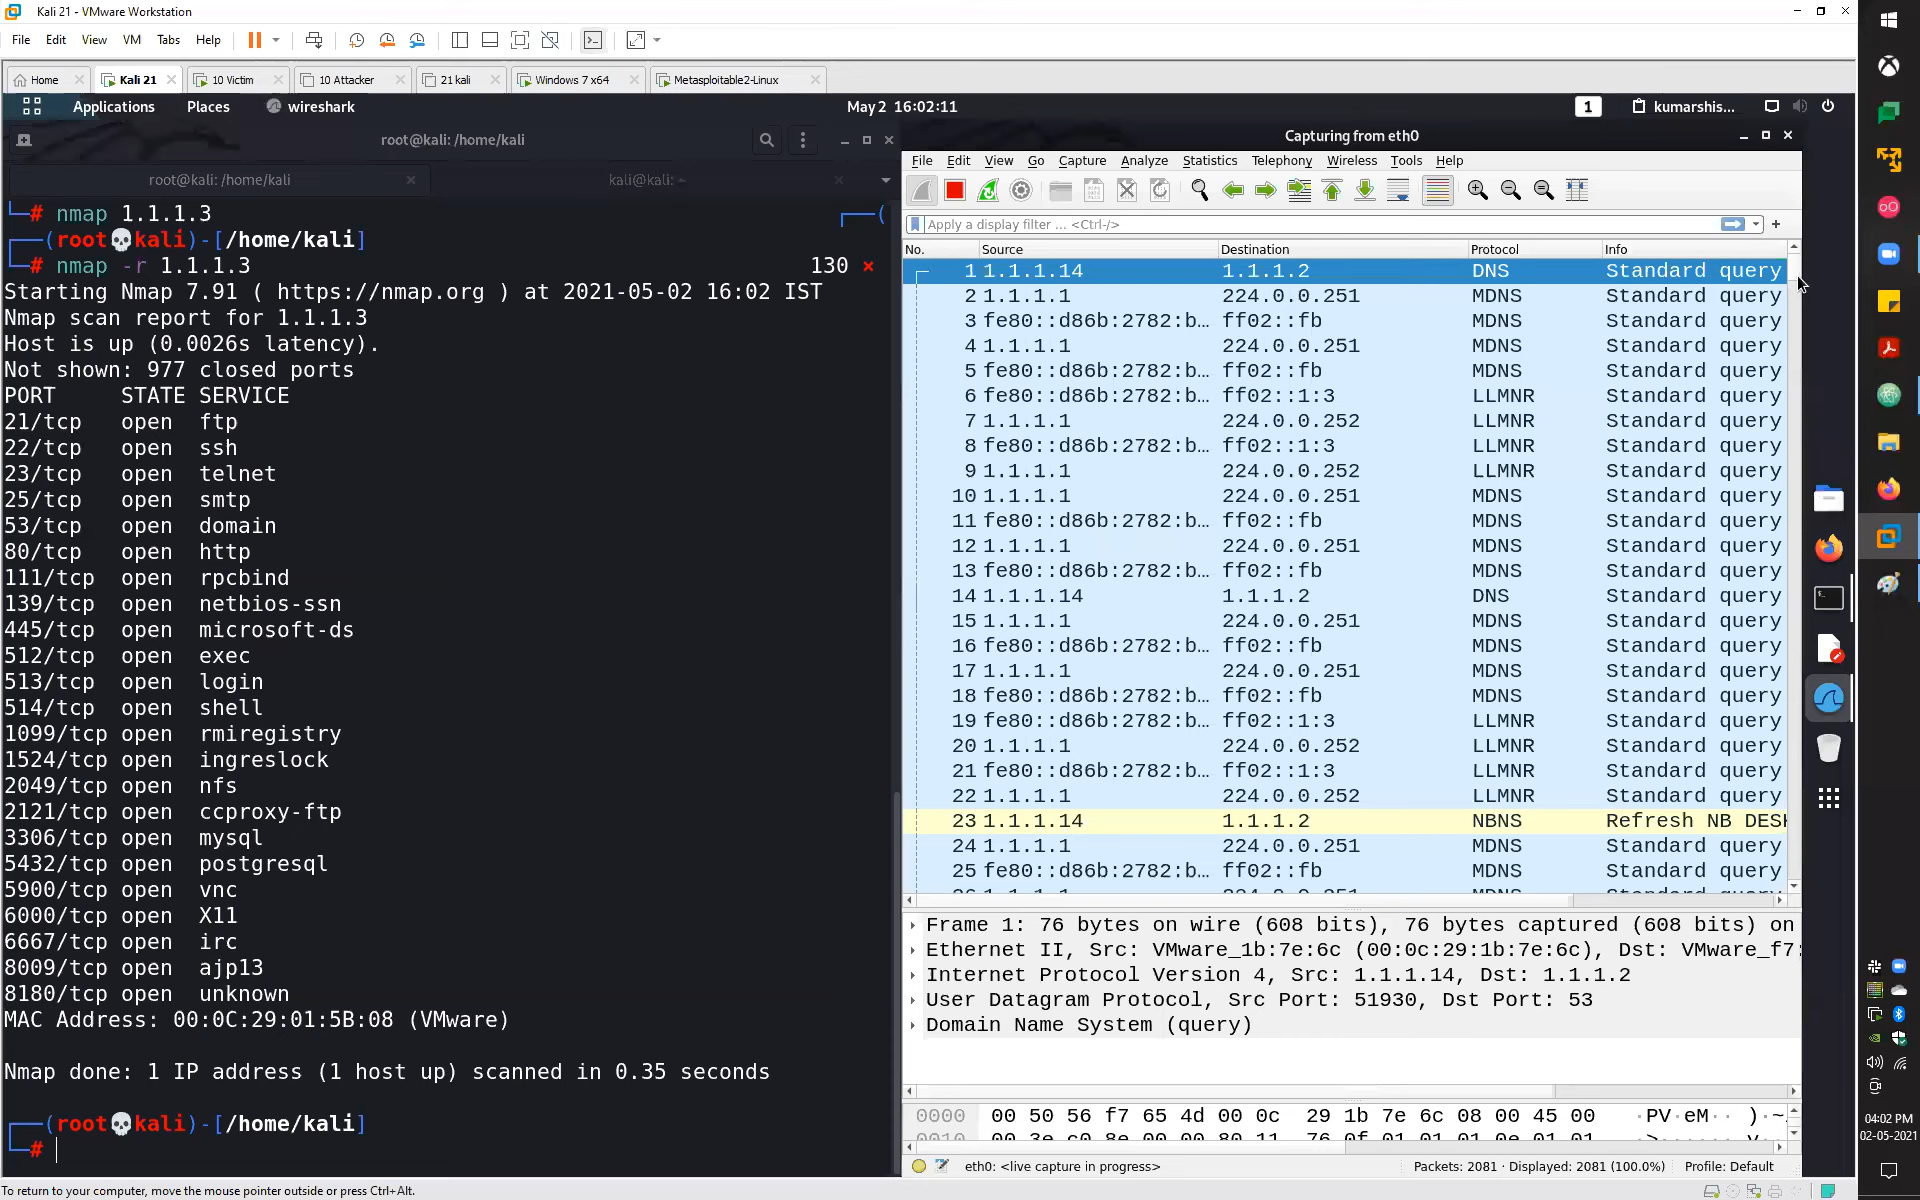 Kali 21 - VMware Workstation
File Edit View VM Tabs Help
Home Kali 21 10 Victim 10 Attacker 21 kali Windows 7 x64 Metasploitable2-Linux
Applications Places wireshark May 2 16:02:11 1 kumarshis...
root@kali: /home/kali
root@kali: /home/kali kali@kali: ~
└─# nmap 1.1.1.3
┌──(root💀kali)-[/home/kali]
└─# nmap -r 1.1.1.3 130 ×
Starting Nmap 7.91 ( https://nmap.org ) at 2021-05-02 16:02 IST
Nmap scan report for 1.1.1.3
Host is up (0.0026s latency).
Not shown: 977 closed ports
PORT STATE SERVICE
21/tcp open ftp
22/tcp open ssh
23/tcp open telnet
25/tcp open smtp
53/tcp open domain
80/tcp open http
111/tcp open rpcbind
139/tcp open netbios-ssn
445/tcp open microsoft-ds
512/tcp open exec
513/tcp open login
514/tcp open shell
1099/tcp open rmiregistry
1524/tcp open ingreslock
2049/tcp open nfs
2121/tcp open ccproxy-ftp
3306/tcp open mysql
5432/tcp open postgresql
5900/tcp open vnc
6000/tcp open X11
6667/tcp open irc
8009/tcp open ajp13
8180/tcp open unknown
MAC Address: 00:0C:29:01:5B:08 (VMware)
Nmap done: 1 IP address (1 host up) scanned in 0.35 seconds
┌──(root💀kali)-[/home/kali]
└─#
Capturing from eth0
File Edit View Go Capture Analyze Statistics Telephony Wireless Tools Help
Apply a display filter ... <Ctrl-/>
No. Source Destination Protocol Info
1 1.1.1.14 1.1.1.2 DNS Standard query
2 1.1.1.1 224.0.0.251 MDNS Standard query
3 fe80::d86b:2782:b... ff02::fb MDNS Standard query
4 1.1.1.1 224.0.0.251 MDNS Standard query
5 fe80::d86b:2782:b... ff02::fb MDNS Standard query
6 fe80::d86b:2782:b... ff02::1:3 LLMNR Standard query
7 1.1.1.1 224.0.0.252 LLMNR Standard query
8 fe80::d86b:2782:b... ff02::1:3 LLMNR Standard query
9 1.1.1.1 224.0.0.252 LLMNR Standard query
10 1.1.1.1 224.0.0.251 MDNS Standard query
11 fe80::d86b:2782:b... ff02::fb MDNS Standard query
12 1.1.1.1 224.0.0.251 MDNS Standard query
13 fe80::d86b:2782:b... ff02::fb MDNS Standard query
14 1.1.1.14 1.1.1.2 DNS Standard query
15 1.1.1.1 224.0.0.251 MDNS Standard query
16 fe80::d86b:2782:b... ff02::fb MDNS Standard query
17 1.1.1.1 224.0.0.251 MDNS Standard query
18 fe80::d86b:2782:b... ff02::fb MDNS Standard query
19 fe80::d86b:2782:b... ff02::1:3 LLMNR Standard query
20 1.1.1.1 224.0.0.252 LLMNR Standard query
21 fe80::d86b:2782:b... ff02::1:3 LLMNR Standard query
22 1.1.1.1 224.0.0.252 LLMNR Standard query
23 1.1.1.14 1.1.1.2 NBNS Refresh NB DESK
24 1.1.1.1 224.0.0.251 MDNS Standard query
25 fe80::d86b:2782:b... ff02::fb MDNS Standard query
Frame 1: 76 bytes on wire (608 bits), 76 bytes captured (608 bits) on
Ethernet II, Src: VMware_1b:7e:6c (00:0c:29:1b:7e:6c), Dst: VMware_f7:
Internet Protocol Version 4, Src: 1.1.1.14, Dst: 1.1.1.2
User Datagram Protocol, Src Port: 51930, Dst Port: 53
Domain Name System (query)
0000 00 50 56 f7 65 4d 00 0c 29 1b 7e 6c 08 00 45 00 ·PV·eM·· )·~
eth0: <live capture in progress> Packets: 2081 · Displayed: 2081 (100.0%) Profile: Default
04:02 PM
02-05-2021
To return to your computer, move the mouse pointer outside or press Ctrl+Alt.